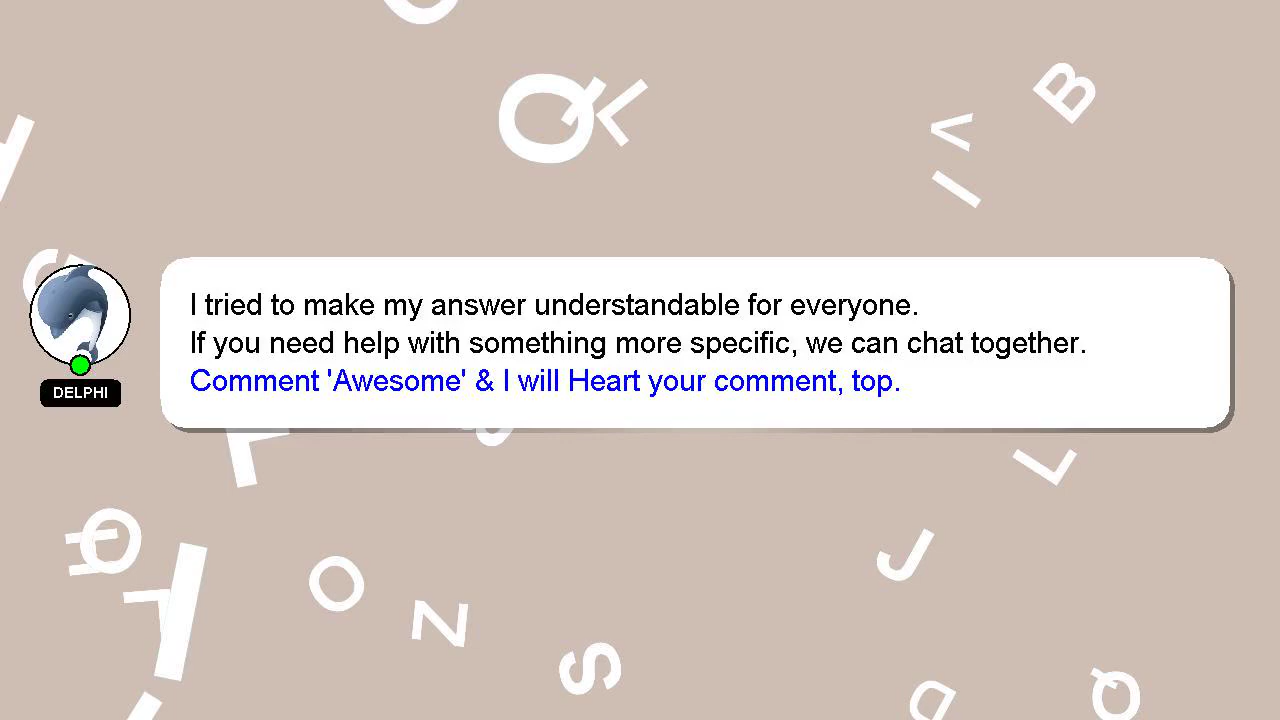 I tried to make my answer understandable for everyone.
If you need help with something more specific, we can chat together.
Comment 'Awesome' & I will Heart your comment, top.
DELPHI